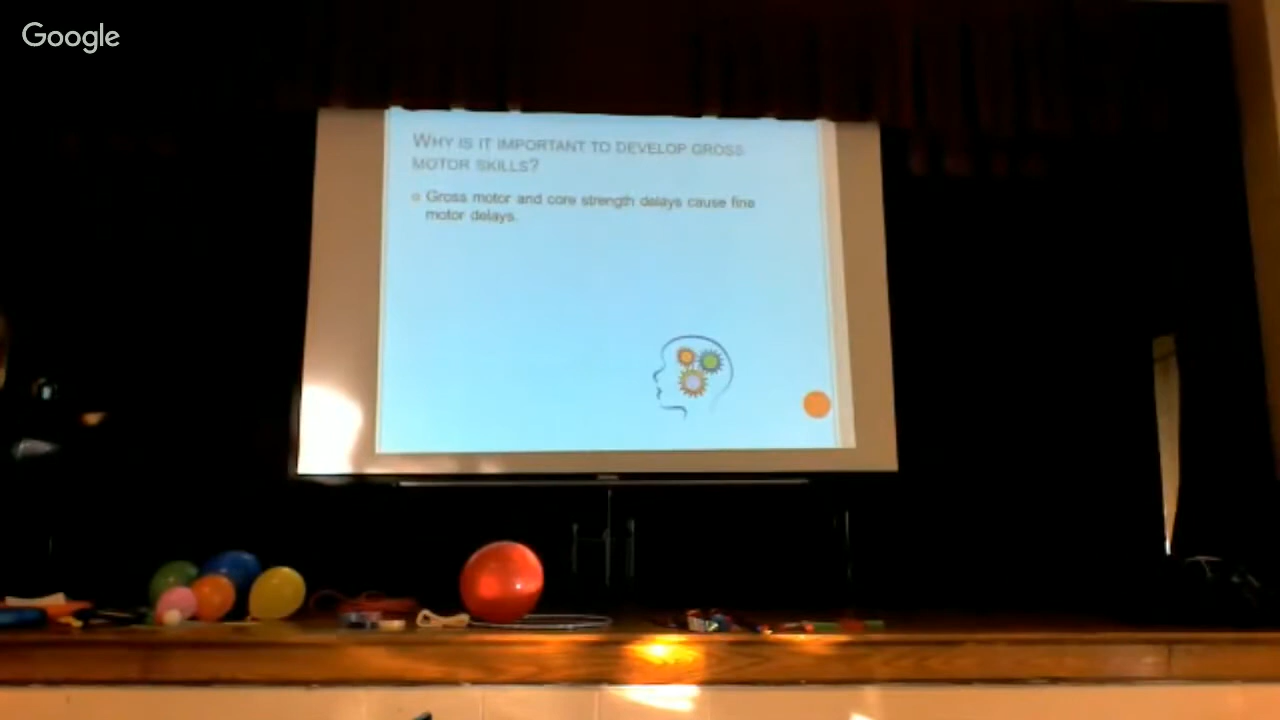 Google
WHY IS IT IMPORTANT TO DEVELOP GROSS
MOTOR SKILLS?
Gross motor and core strength delays cause fine
motor delays.